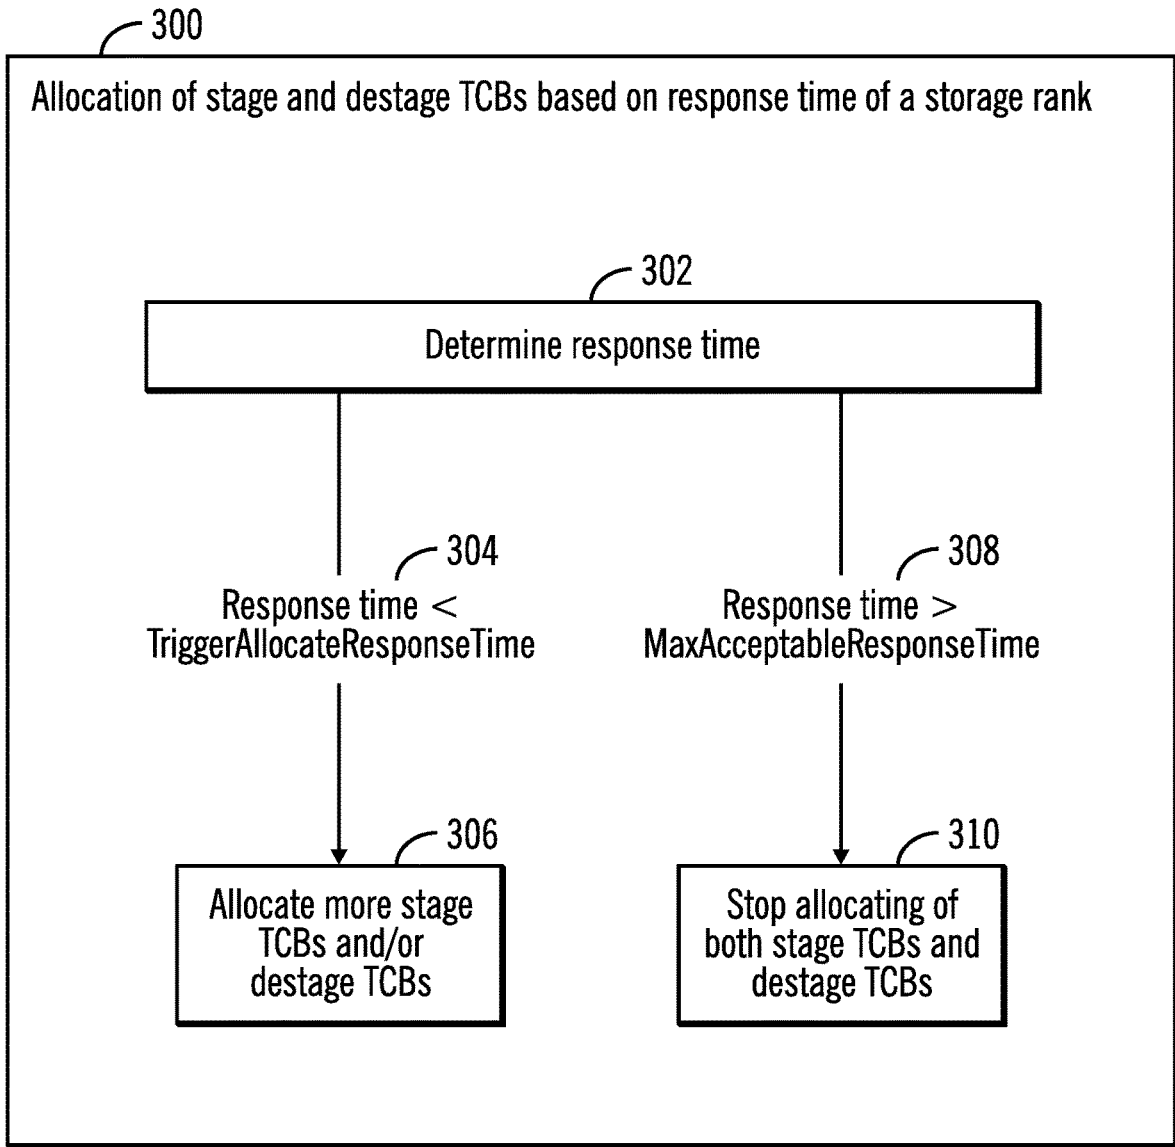 300
Allocation of stage and destage TCBs based on response time of a storage rank
302
Determine response time
304
Response time <
TriggerAllocateResponseTime
308
Response time >
MaxAcceptableResponseTime
306
Allocate more stage
TCBs and/or
destage TCBs
310
Stop allocating of
both stage TCBs and
destage TCBs